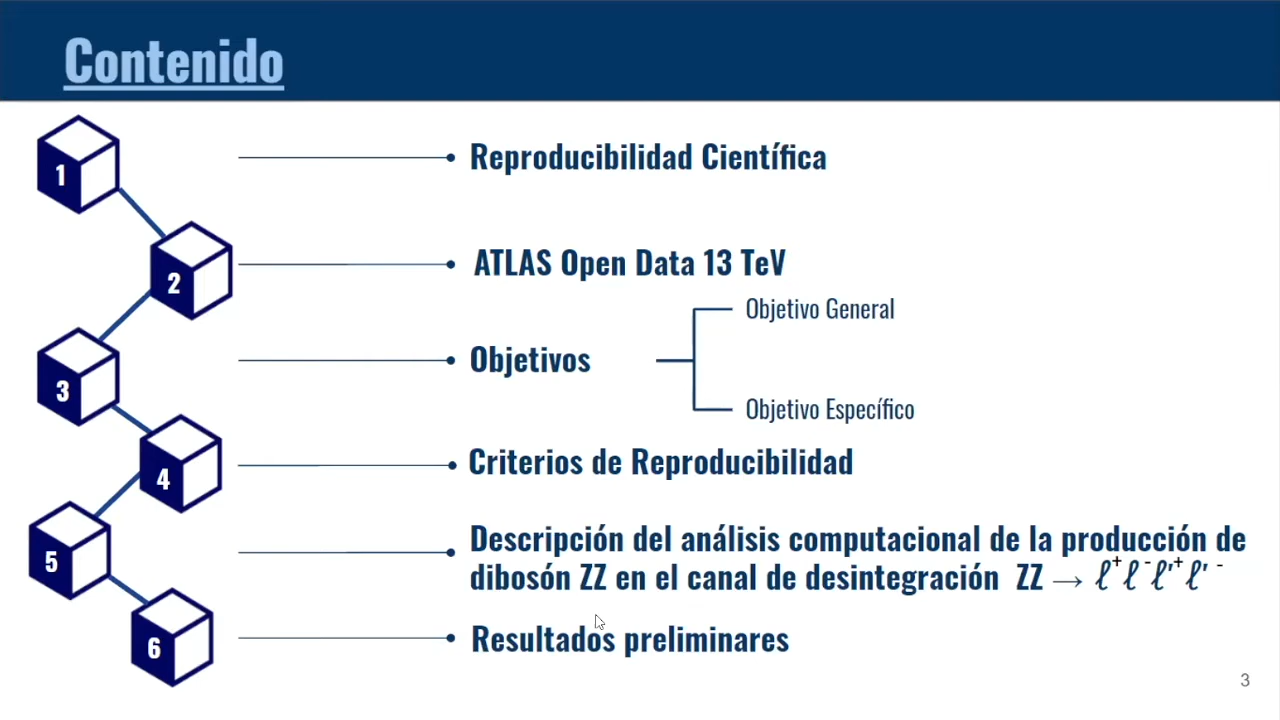 Contenido
1
Reproducibilidad Científica
2
ATLAS Open Data 13 TeV
Objetivo General
3
Objetivos
Objetivo Específico
4
Criterios de Reproducibilidad
5
Descripción del análisis computacional de la producción de
dibosón ZZ en el canal de desintegración ZZ → ℓ⁺ℓ⁻ℓ'⁺ℓ'⁻
6
Resultados preliminares
3